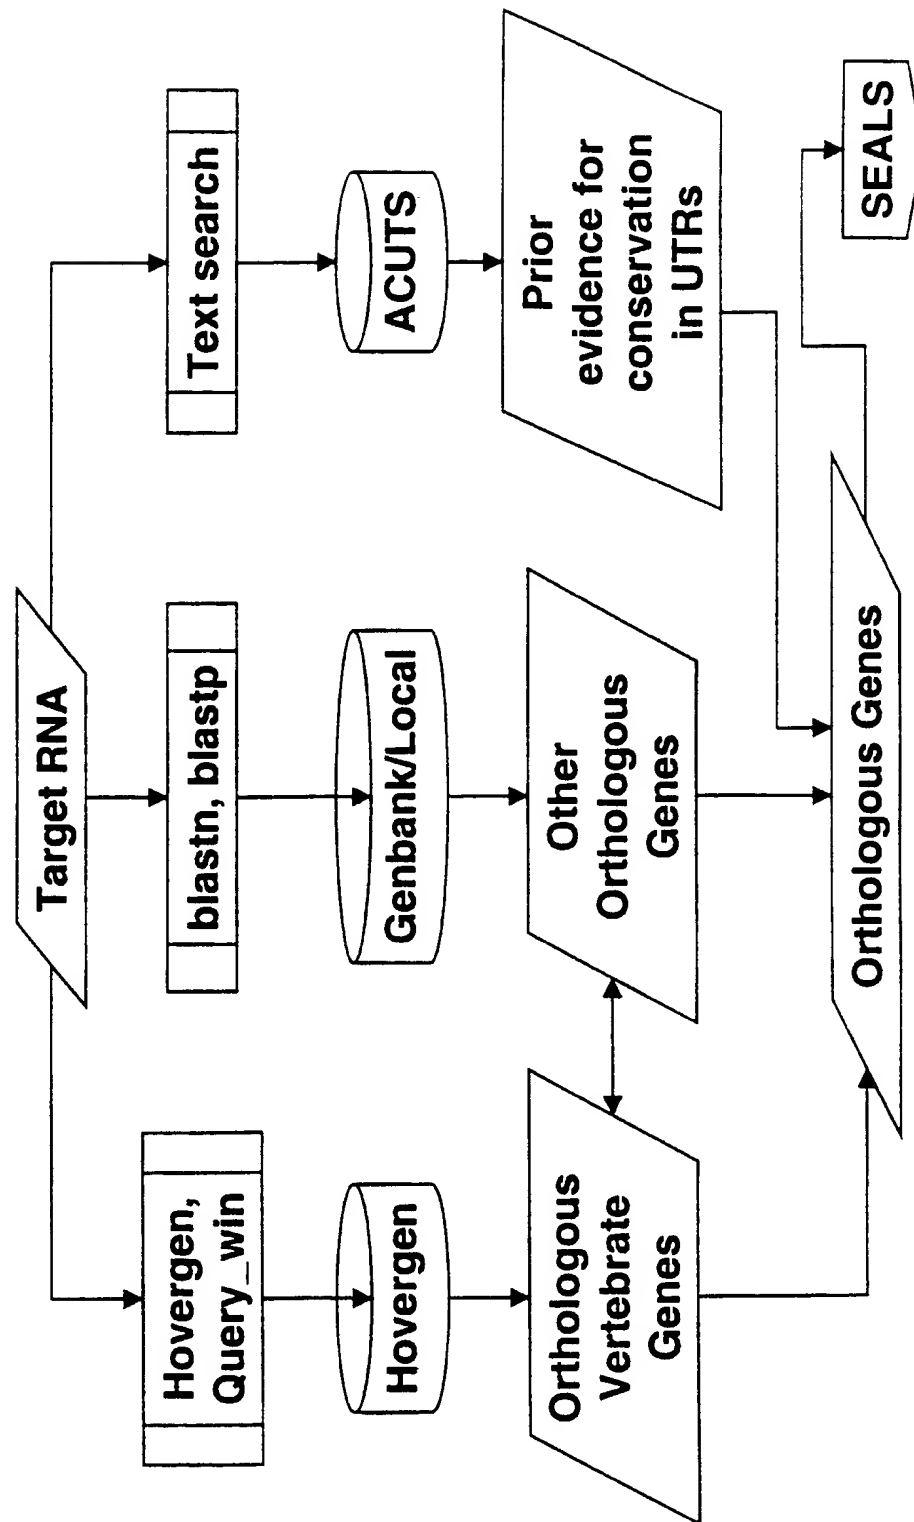 Target RNA
Hovergen,
Query_win
blastn, blastp
Text search
Hovergen
Genbank/Local
ACUTS
Orthologous
Vertebrate
Genes
Other
Orthologous
Genes
Prior
evidence for
conservation
in UTRs
Orthologous Genes
SEALS